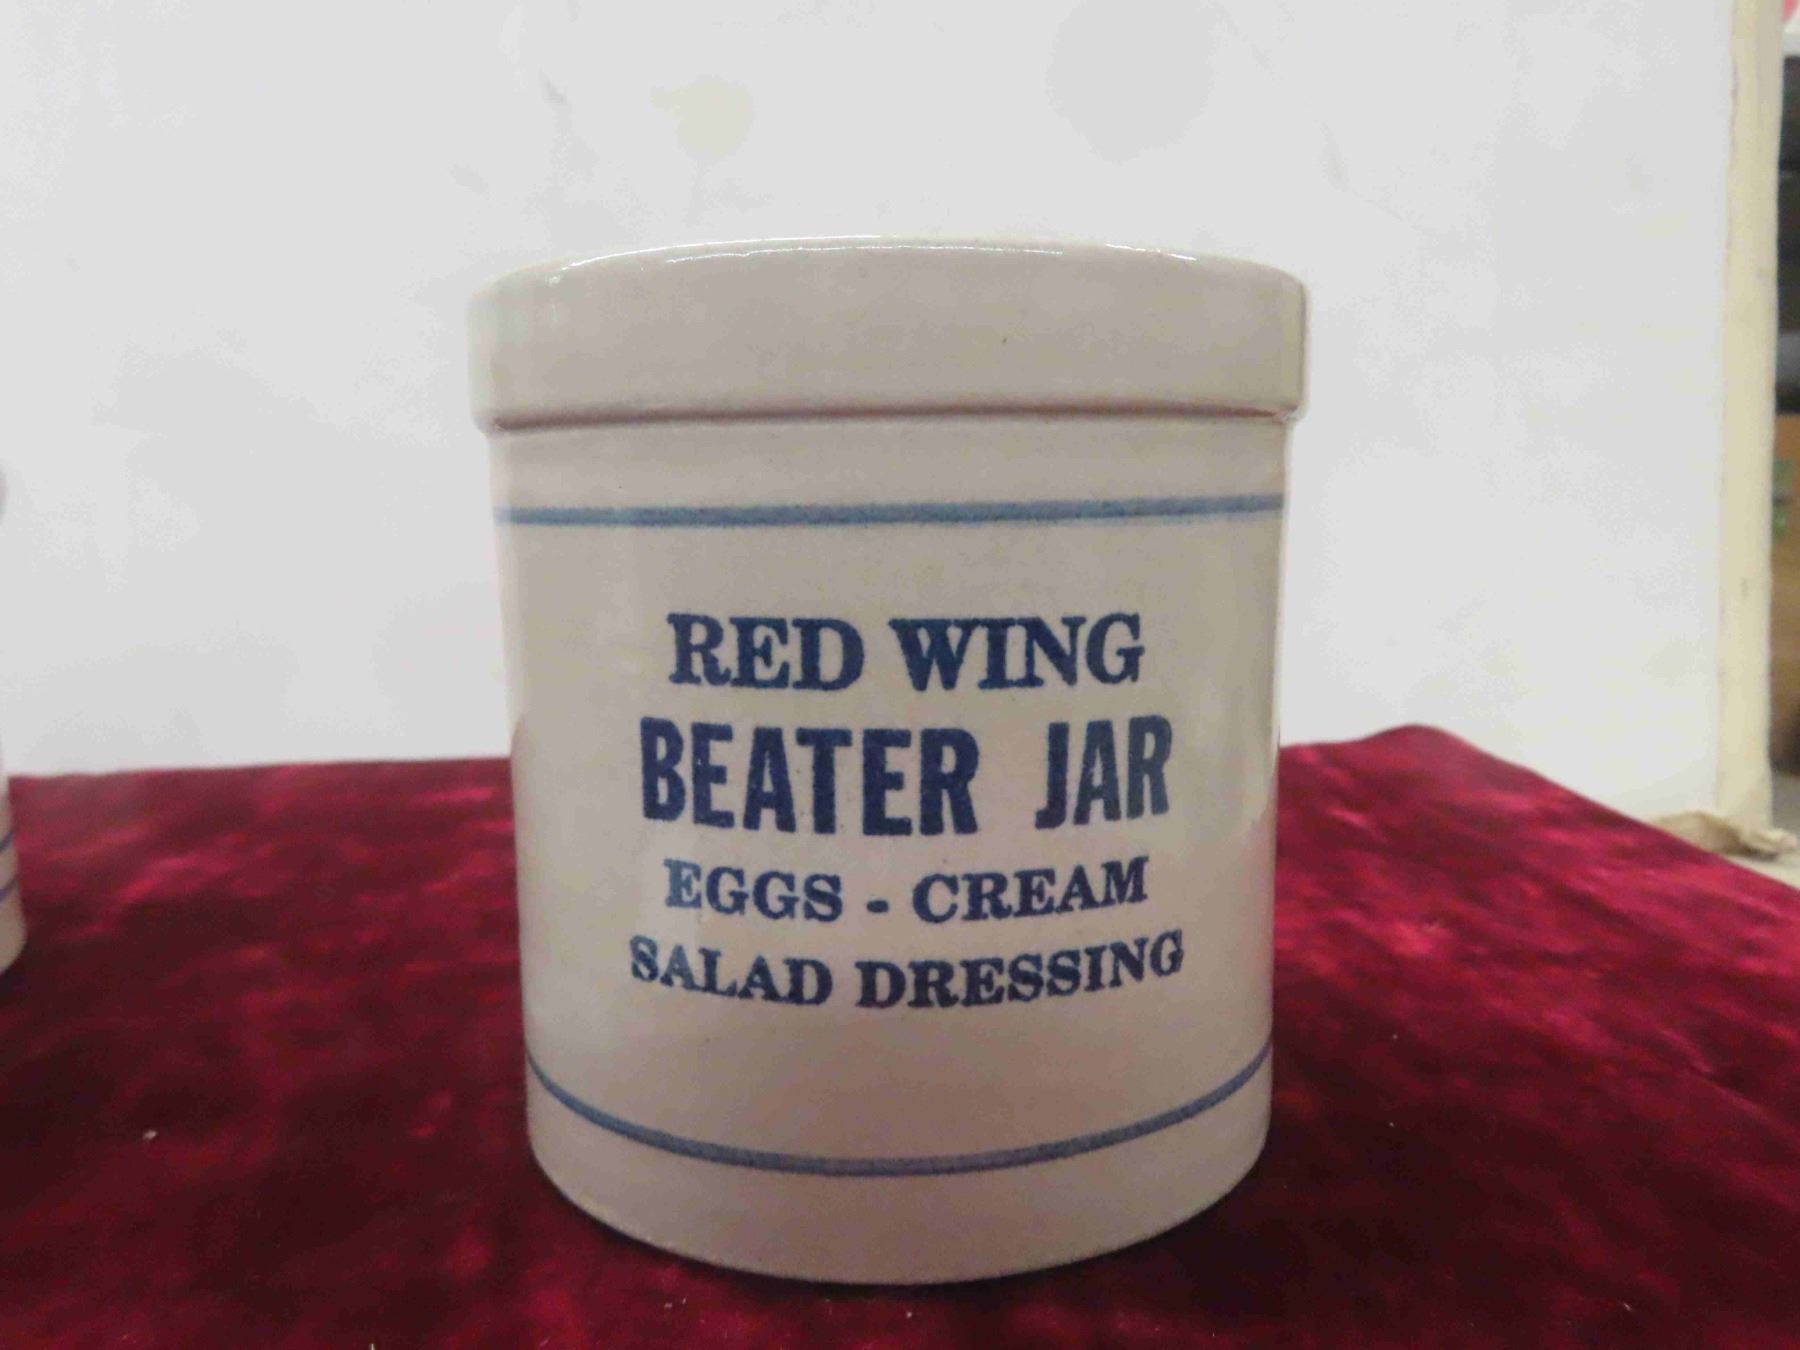 RED WING
BEATER JAR
EGGS - CREAM
SALAD DRESSING